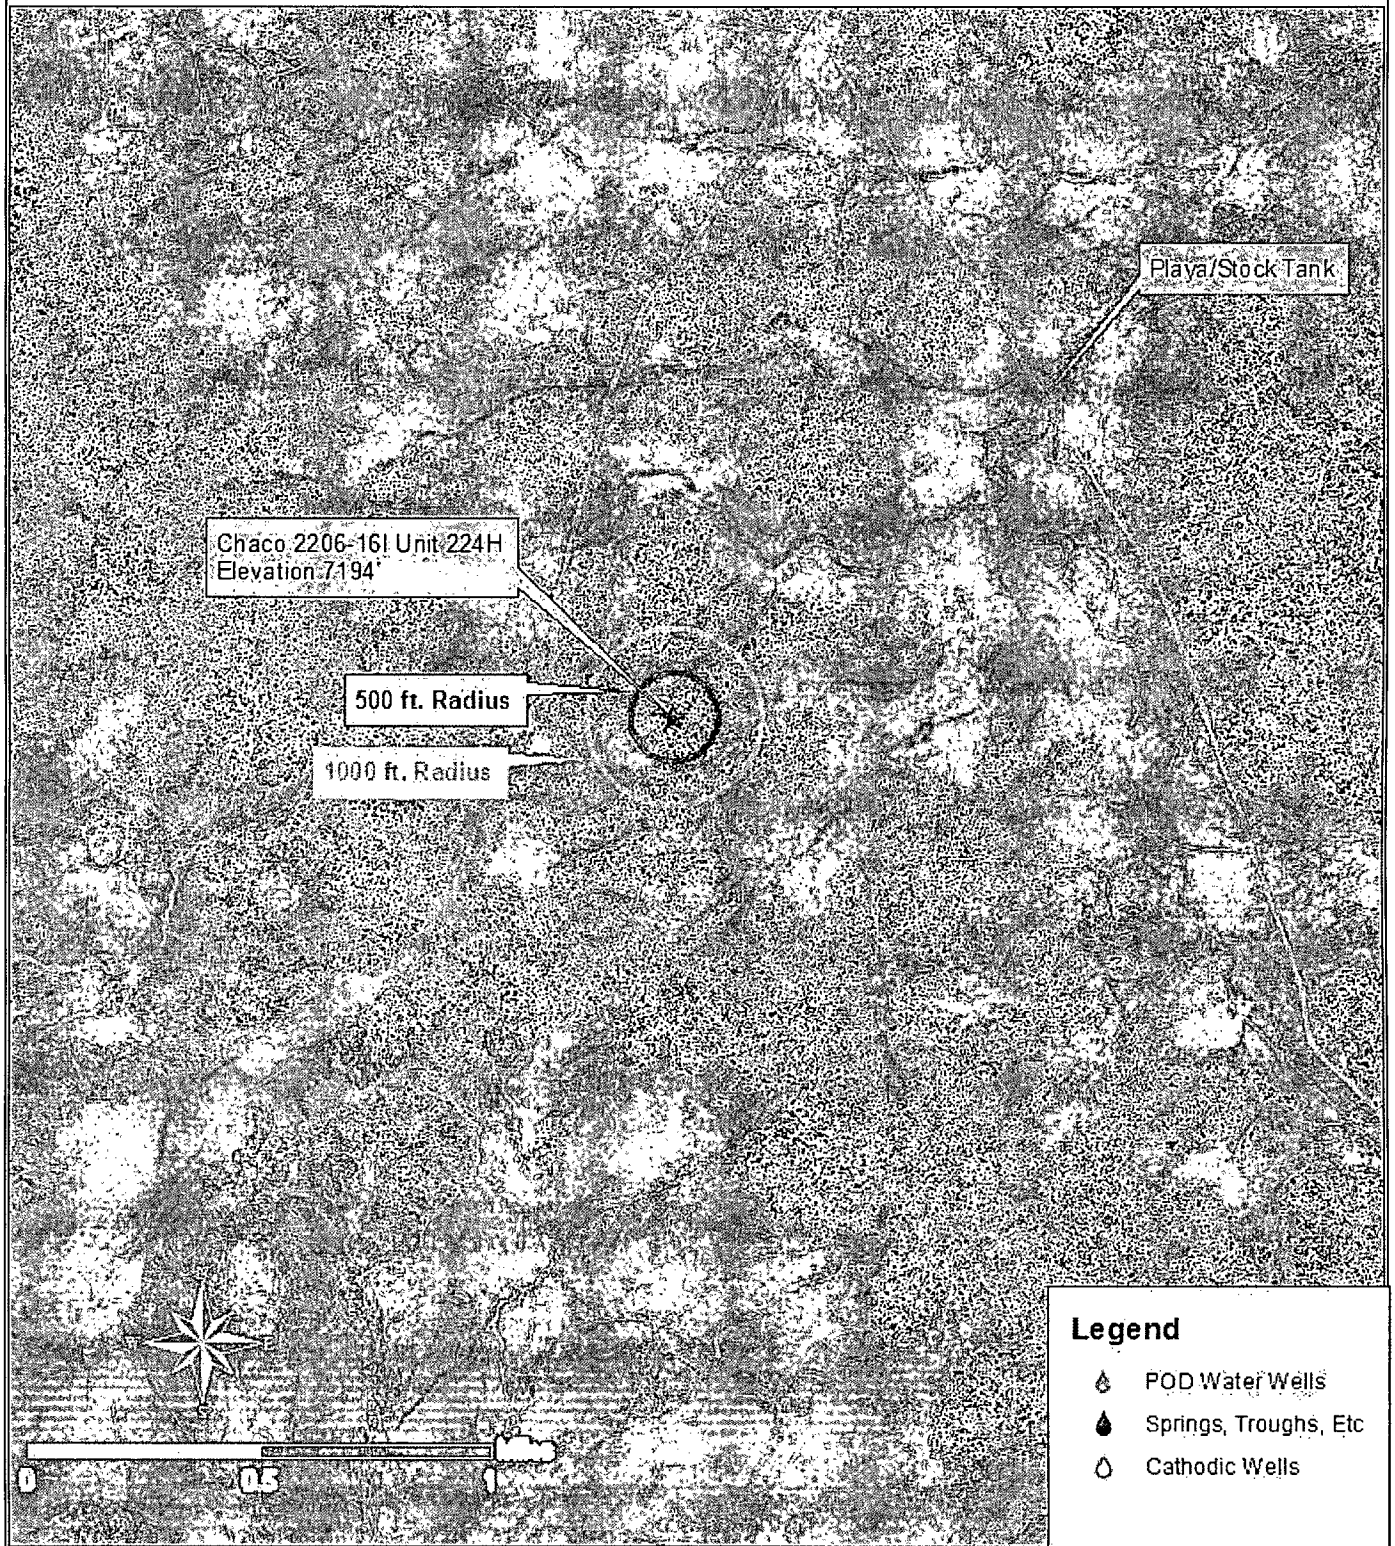 Playa/Stock Tank
Chaco 2206-16I Unit 224H
Elevation 7194'
500 ft. Radius
1000 ft. Radius
Legend
POD Water Wells
Springs, Troughs, Etc
Cathodic Wells
0 0.5 1